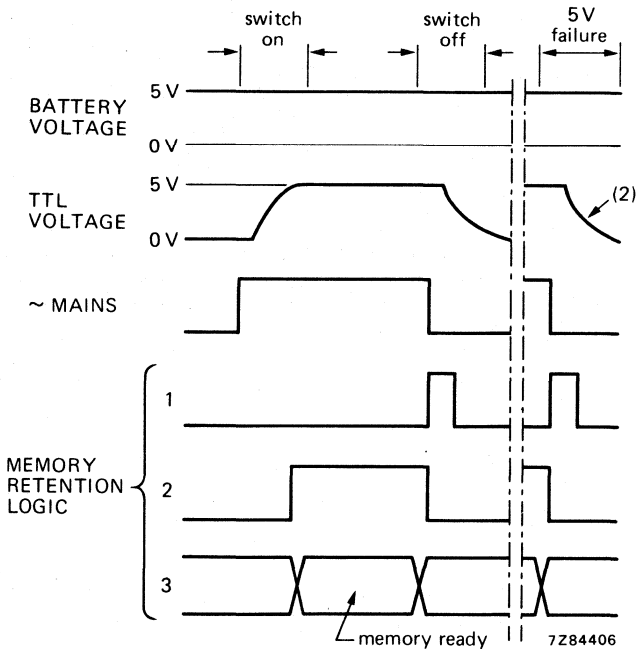 switch
on
switch
off
5 V
failure
BATTERY
VOLTAGE
5 V
0 V
TTL
VOLTAGE
5 V
0 V
(2)
~ MAINS
MEMORY
RETENTION
LOGIC
1
2
3
memory ready
7Z84406